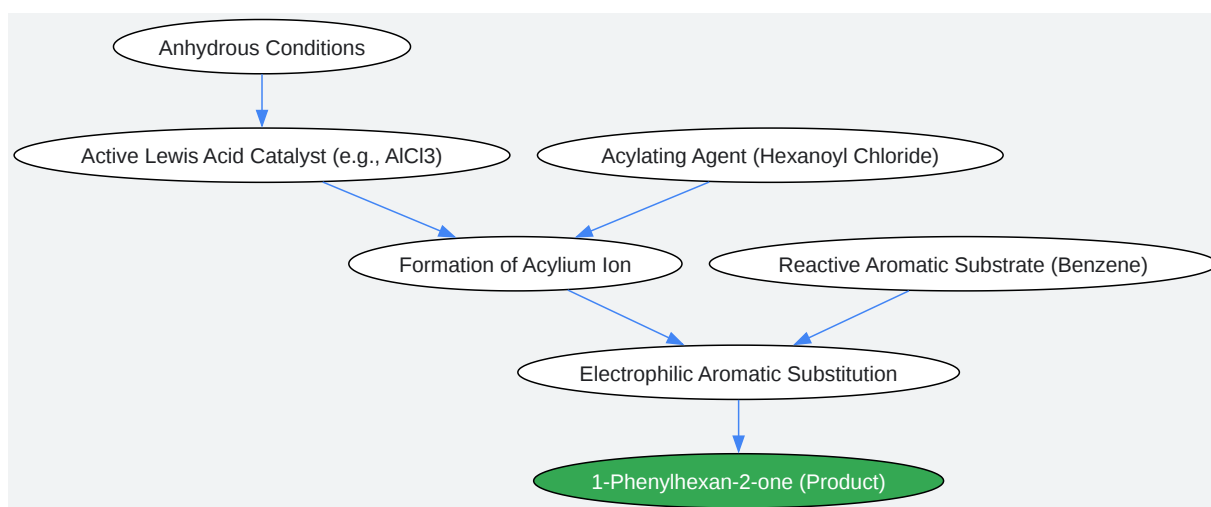 Anhydrous Conditions
Active Lewis Acid Catalyst (e.g., AlCl3)
Acylating Agent (Hexanoyl Chloride)
Formation of Acylium Ion
Reactive Aromatic Substrate (Benzene)
Electrophilic Aromatic Substitution
1-Phenylhexan-2-one (Product)